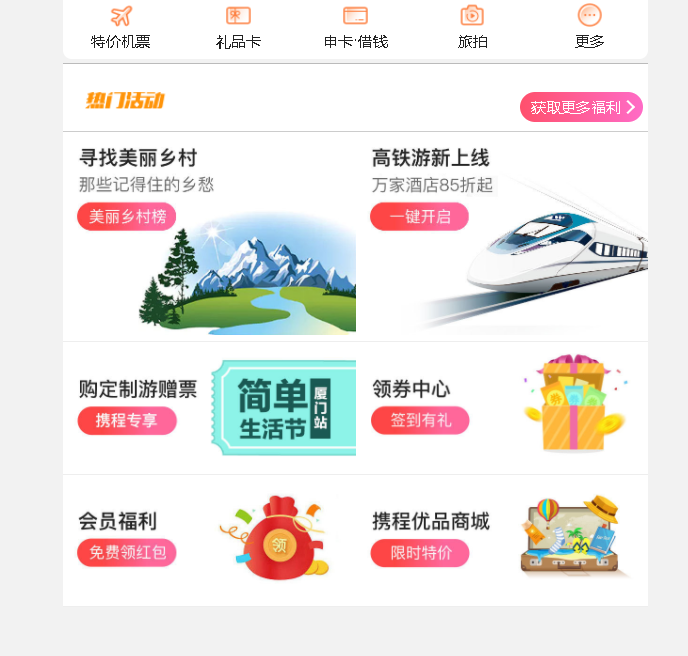 特价机票
礼品卡
申卡·借钱
旅拍
更多
热门活动
获取更多福利
寻找美丽乡村
那些记得住的乡愁
美丽乡村榜
高铁游新上线
万家酒店85折起
一键开启
购定制游赠票
携程专享
简单
生活节
厦门站
领券中心
签到有礼
券
会员福利
免费领红包
领
携程优品商城
限时特价